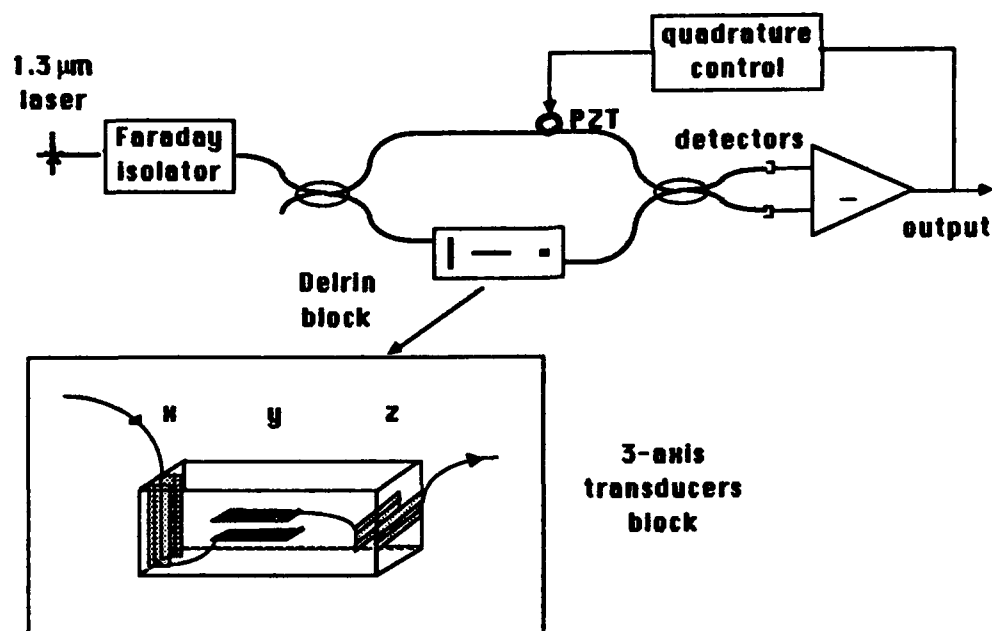 quadrature
control
1.3 μm
laser
Faraday
isolator
PZT
detectors
–
output
Delrin
block
x
y
z
3-axis
transducers
block